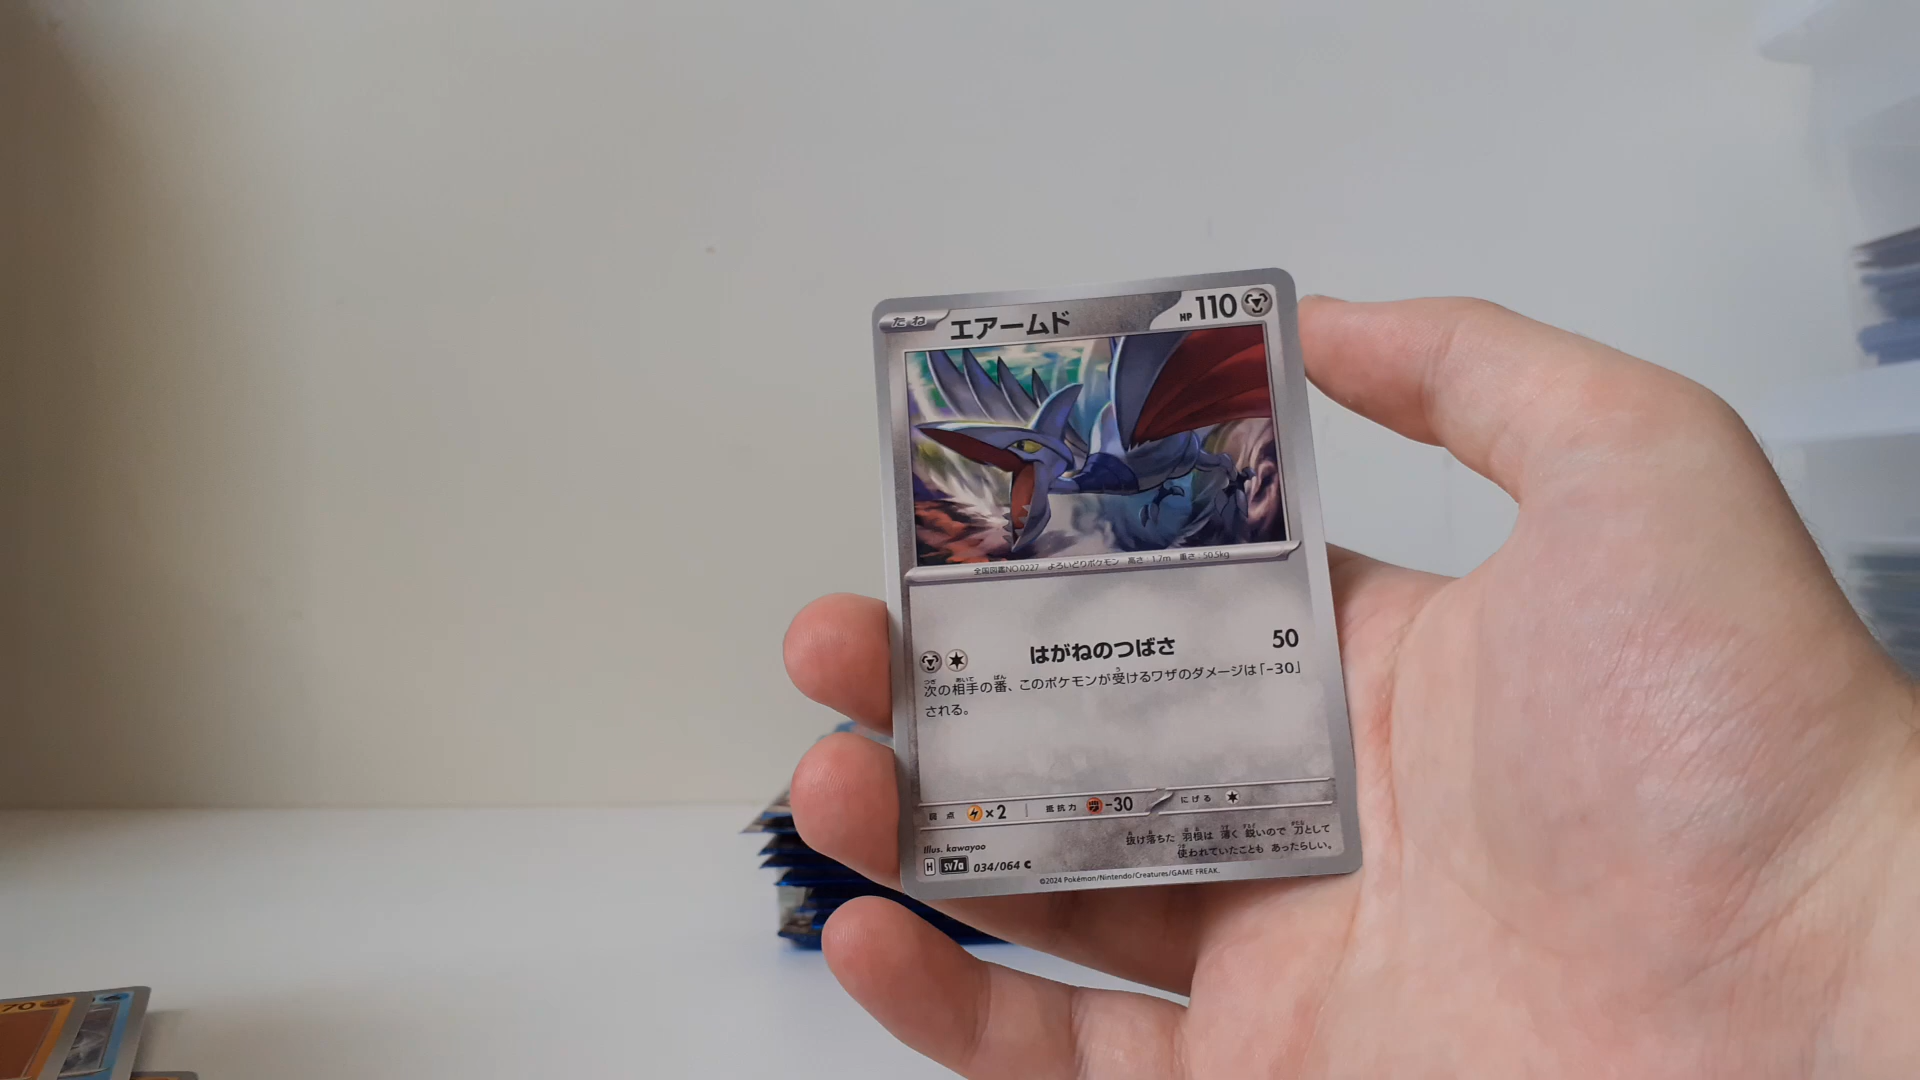 たね エアームド HP 110
全国図鑑NO.0227 よろいどりポケモン 高さ:1.7m 重さ:50.5kg
はがねのつばさ 50
次の相手の番、このポケモンが受けるワザのダメージは「-30」
される。
弱点 ×2 抵抗力 -30 にげる
抜け落ちた 羽根は 薄く 鋭いので 刀として
使われていたことも あったらしい。
Illus. kawayoo
H sv7a 034/064 C
©2024 Pokémon/Nintendo/Creatures/GAME FREAK.
70